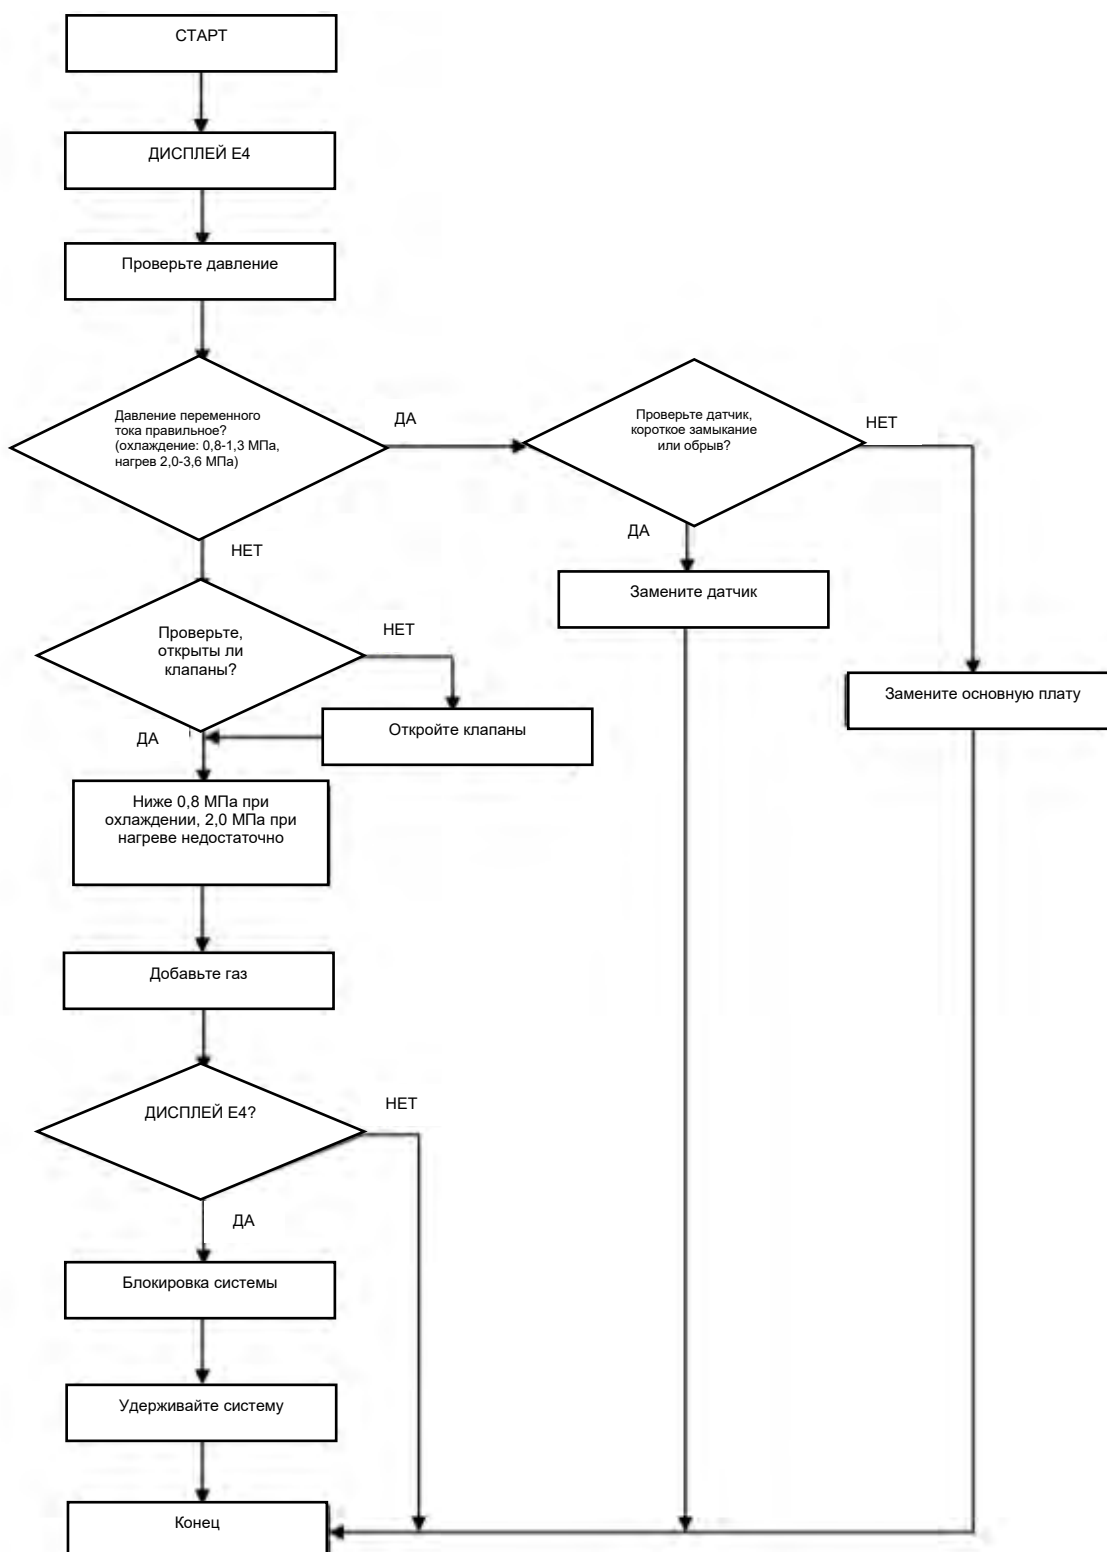 СТАРТ
ДИСПЛЕЙ E4
Проверьте давление
Давление переменного
тока правильное?
(охлаждение: 0,8-1,3 МПа,
нагрев 2,0-3,6 МПа)
ДА
Проверьте датчик,
короткое замыкание
или обрыв?
НЕТ
ДА
НЕТ
Замените датчик
Проверьте,
открыты ли
клапаны?
НЕТ
Замените основную плату
Откройте клапаны
ДА
Ниже 0,8 МПа при
охлаждении, 2,0 МПа при
нагреве недостаточно
Добавьте газ
ДИСПЛЕЙ E4?
НЕТ
ДА
Блокировка системы
Удерживайте систему
Конец